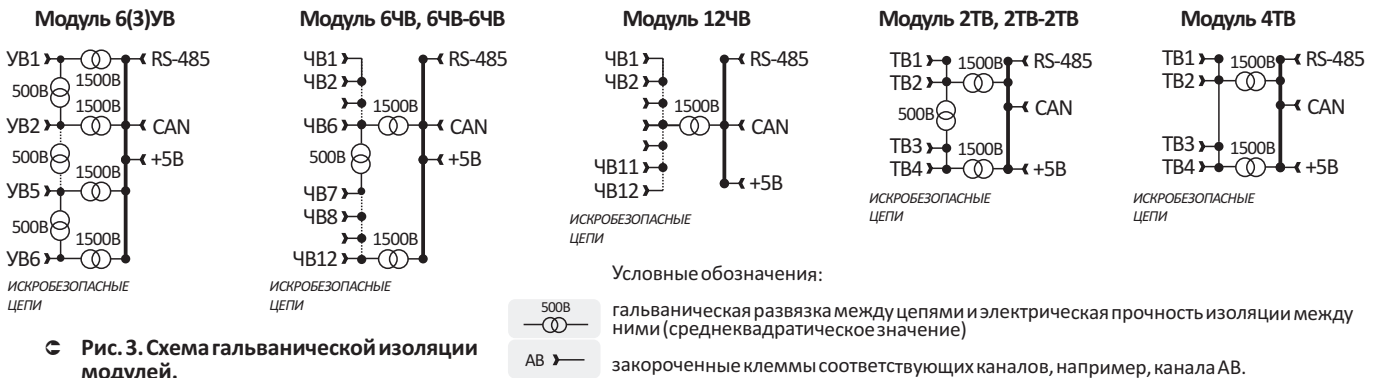 Модуль 6(3)УВ
УВ1
RS-485
1500В
500В
1500В
УВ2
CAN
500В
+5В
1500В
УВ5
500В
1500В
УВ6
ИСКРОБЕЗОПАСНЫЕ
ЦЕПИ
Модуль 6ЧВ, 6ЧВ-6ЧВ
ЧВ1
RS-485
ЧВ2
1500В
ЧВ6
CAN
500В
+5В
ЧВ7
ЧВ8
1500В
ЧВ12
ИСКРОБЕЗОПАСНЫЕ
ЦЕПИ
Модуль 12ЧВ
ЧВ1
RS-485
ЧВ2
1500В
CAN
ЧВ11
ЧВ12
+5В
ИСКРОБЕЗОПАСНЫЕ
ЦЕПИ
Модуль 2ТВ, 2ТВ-2ТВ
ТВ1
1500В
RS-485
ТВ2
500В
CAN
ТВ3
1500В
ТВ4
+5В
ИСКРОБЕЗОПАСНЫЕ
ЦЕПИ
Модуль 4ТВ
ТВ1
1500В
RS-485
ТВ2
CAN
ТВ3
1500В
ТВ4
+5В
ИСКРОБЕЗОПАСНЫЕ
ЦЕПИ
Условные обозначения:
500В
гальваническая развязка между цепями и электрическая прочность изоляции между
ними (среднеквадратическое значение)
АВ
закороченные клеммы соответствующих каналов, например, канала АВ.
Рис. 3. Схема гальванической изоляции
модулей.